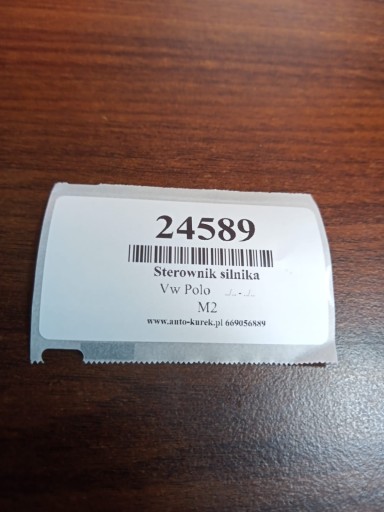 24589
Sterownik silnika
Vw Polo ../..-../..
M2
www.auto-kurek.pl 669056889